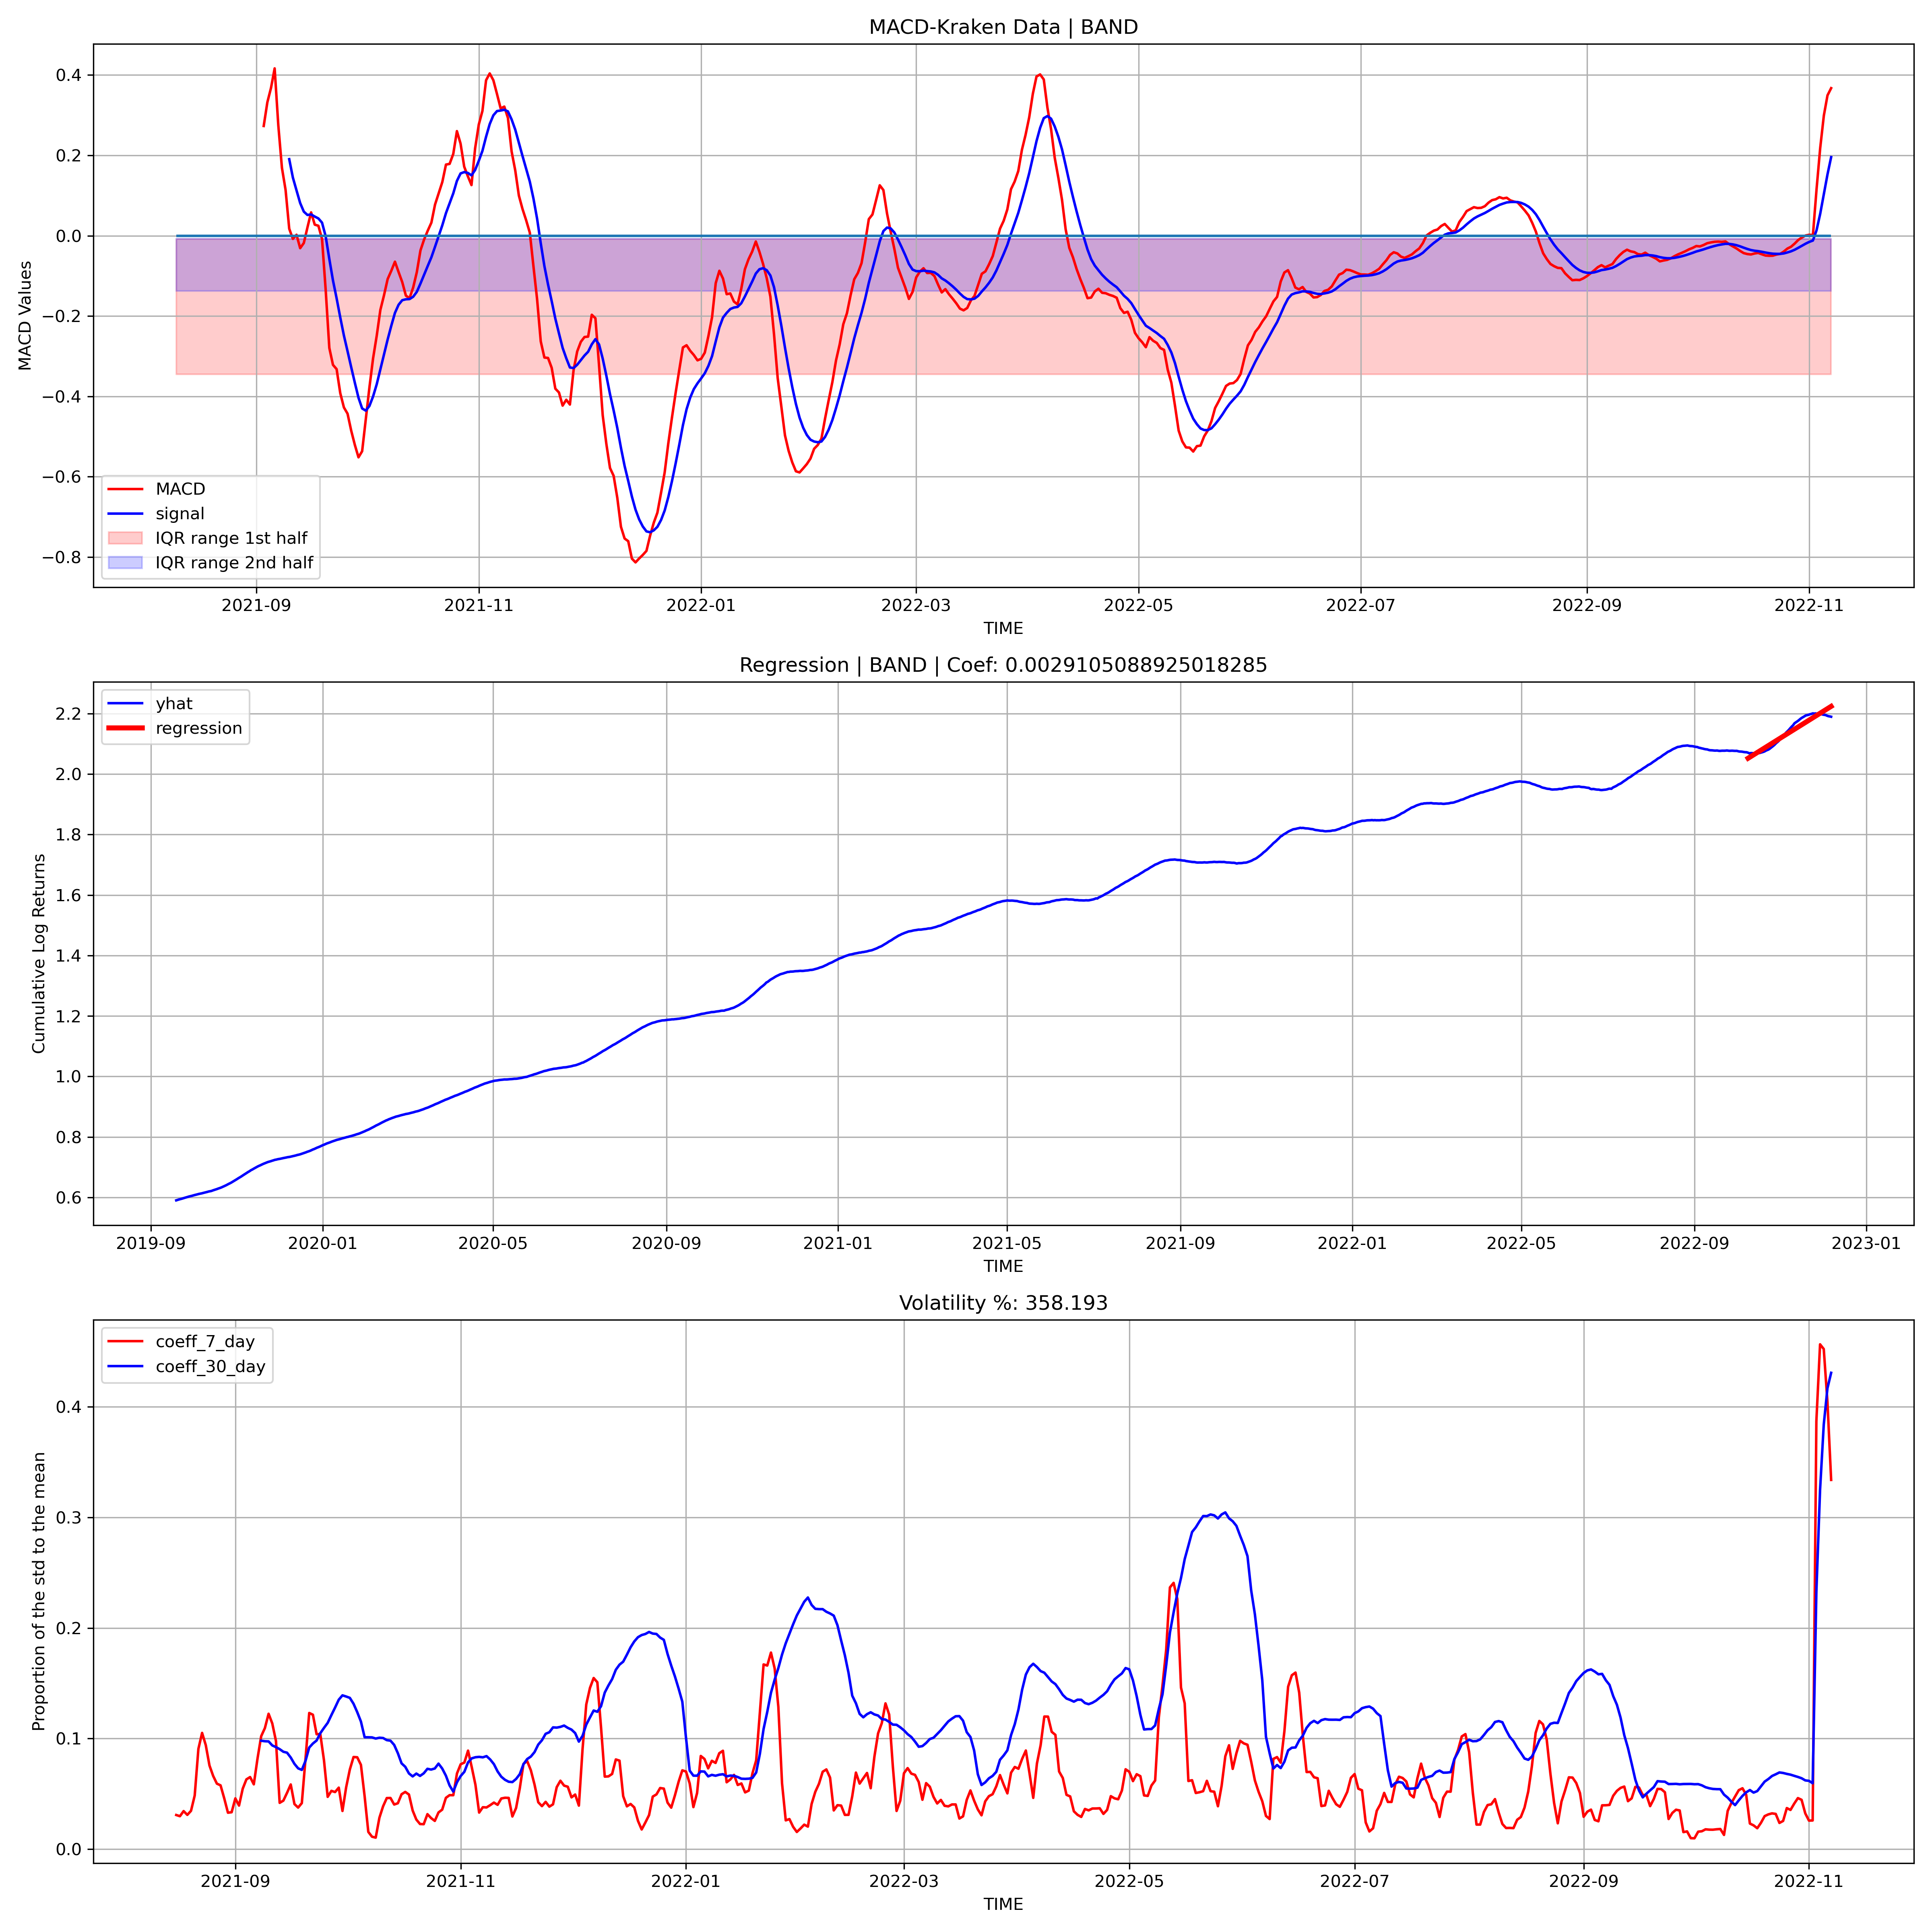 MACD-Kraken Data | BAND
MACD Values
0.4
0.2
0.0
−0.2
−0.4
−0.6
−0.8
MACD
signal
IQR range 1st half
IQR range 2nd half
2021-09 2021-11 2022-01 2022-03 2022-05 2022-07 2022-09 2022-11
TIME
Regression | BAND | Coef: 0.0029105088925018285
Cumulative Log Returns
yhat
regression
2.2
2.0
1.8
1.6
1.4
1.2
1.0
0.8
0.6
2019-09 2020-01 2020-05 2020-09 2021-01 2021-05 2021-09 2022-01 2022-05 2022-09 2023-01
TIME
Volatility %: 358.193
Proportion of the std to the mean
coeff_7_day
coeff_30_day
0.4
0.3
0.2
0.1
0.0
2021-09 2021-11 2022-01 2022-03 2022-05 2022-07 2022-09 2022-11
TIME